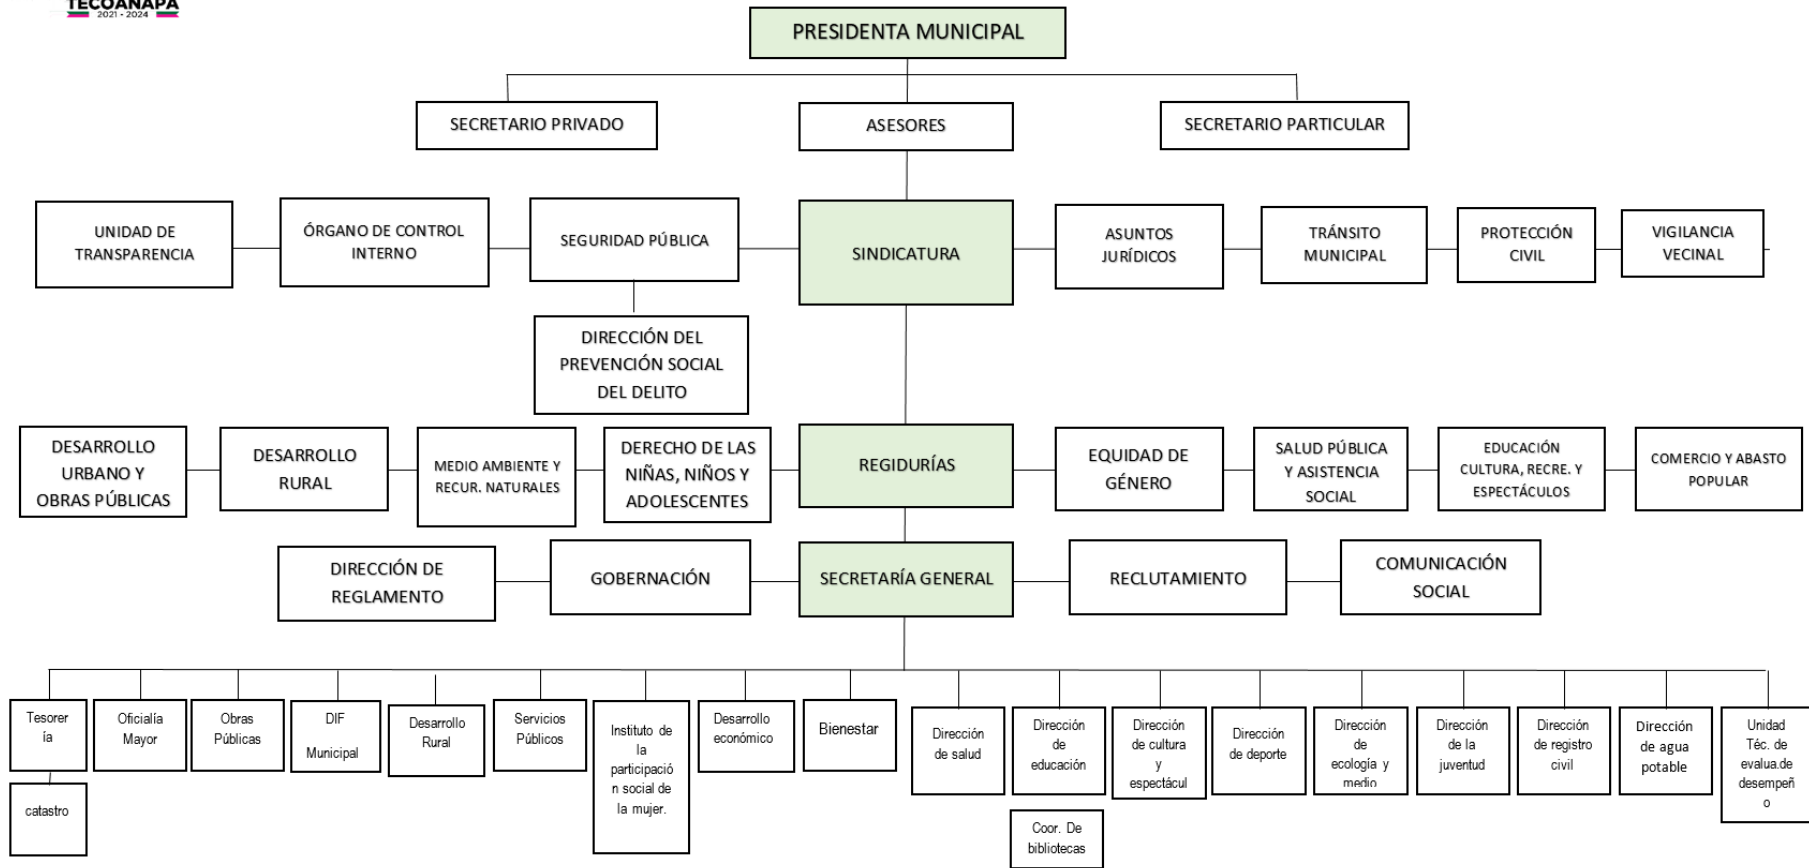 TECOANAPA
2021 - 2024
PRESIDENTA MUNICIPAL
SECRETARIO PRIVADO
ASESORES
SECRETARIO PARTICULAR
UNIDAD DE
TRANSPARENCIA
ÓRGANO DE CONTROL
INTERNO
SEGURIDAD PÚBLICA
SINDICATURA
ASUNTOS
JURÍDICOS
TRÁNSITO
MUNICIPAL
PROTECCIÓN
CIVIL
VIGILANCIA
VECINAL
DIRECCIÓN DEL
PREVENCIÓN SOCIAL
DEL DELITO
DESARROLLO
URBANO Y
OBRAS PÚBLICAS
DESARROLLO
RURAL
MEDIO AMBIENTE Y
RECUR. NATURALES
DERECHO DE LAS
NIÑAS, NIÑOS Y
ADOLESCENTES
REGIDURÍAS
EQUIDAD DE
GÉNERO
SALUD PÚBLICA
Y ASISTENCIA
SOCIAL
EDUCACIÓN
CULTURA, RECRE. Y
ESPECTÁCULOS
COMERCIO Y ABASTO
POPULAR
DIRECCIÓN DE
REGLAMENTO
GOBERNACIÓN
SECRETARÍA GENERAL
RECLUTAMIENTO
COMUNICACIÓN
SOCIAL
Tesorer
ía
Oficialía
Mayor
Obras
Públicas
DIF
Municipal
Desarrollo
Rural
Servicios
Públicos
Instituto de
la
participació
n social de
la mujer.
Desarrollo
económico
Bienestar
Dirección
de salud
Dirección
de
educación
Dirección
de cultura
y
espectácul
Dirección
de deporte
Dirección
de
ecología y
medio
Dirección
de la
juventud
Dirección
de registro
civil
Dirección
de agua
potable
Unidad
Téc. de
evalua.de
desempeñ
o
catastro
Coor. De
bibliotecas